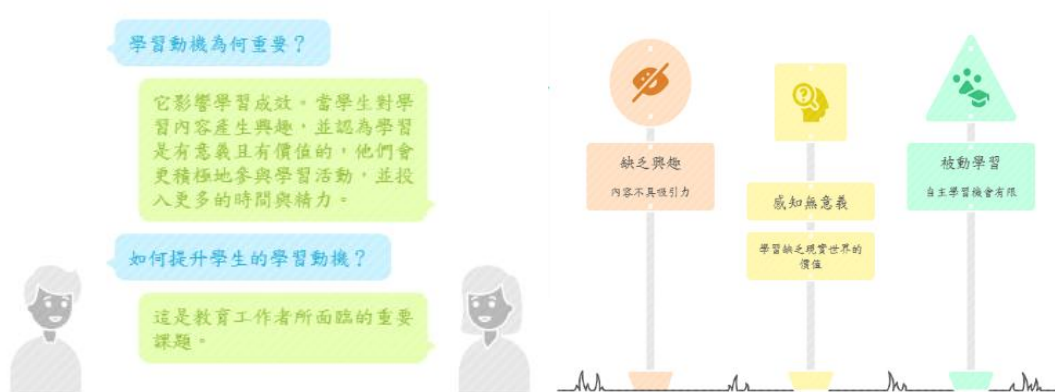 學習動機為何重要？
它影響學習成效。當學生對學
習內容產生興趣，並認為學習
是有意義且有價值的，他們會
更積極地參與學習活動，並投
入更多的時間與精力。
如何提升學生的學習動機？
這是教育工作者所面臨的重要
課題。
缺乏興趣
內容不具吸引力
感知無意義
學習缺乏現實世界的
價值
被動學習
自主學習機會有限